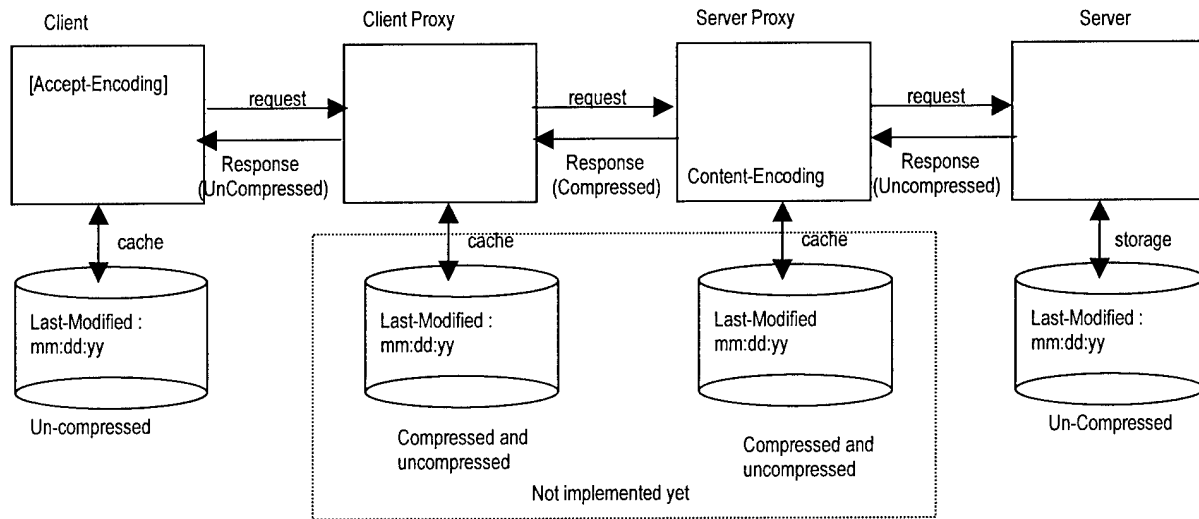 Client
Client Proxy
Server Proxy
Server
[Accept-Encoding]
request
request
request
Response
(UnCompressed)
Response
(Compressed)
Content-Encoding
Response
(Uncompressed)
cache
cache
cache
storage
Last-Modified :
mm:dd:yy
Last-Modified :
mm:dd:yy
Last-Modified
mm:dd:yy
Last-Modified :
mm:dd:yy
Un-compressed
Compressed and
uncompressed
Compressed and
uncompressed
Un-Compressed
Not implemented yet